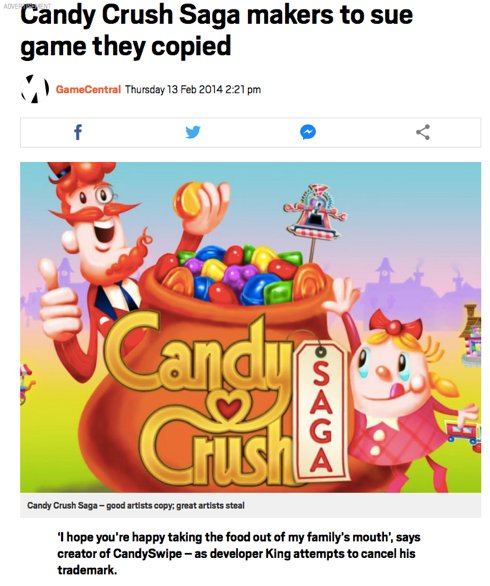 ADVERTISEMENT
Candy Crush Saga makers to sue
game they copied
GameCentral Thursday 13 Feb 2014 2:21 pm
Candy
Crush
SAGA
Candy Crush Saga – good artists copy; great artists steal
'I hope you're happy taking the food out of my family's mouth', says
creator of CandySwipe – as developer King attempts to cancel his
trademark.